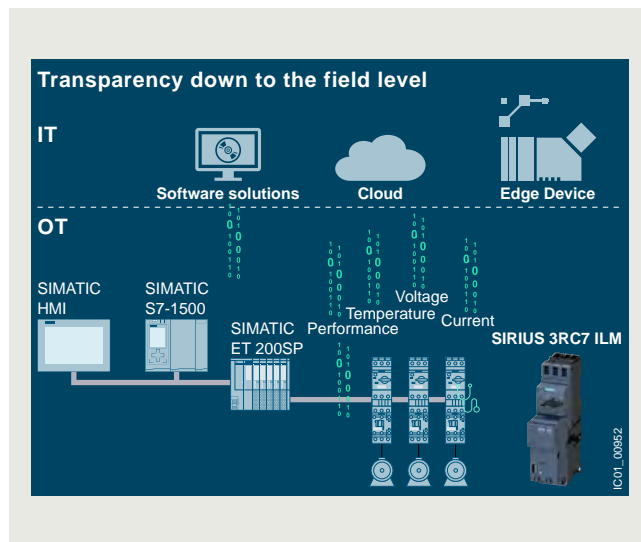 Transparency down to the field level
IT
Software solutions
Cloud
Edge Device
OT
SIMATIC
HMI
SIMATIC
S7-1500
SIMATIC
ET 200SP
Performance
Temperature
Voltage
Current
SIRIUS 3RC7 ILM
IC01_00952